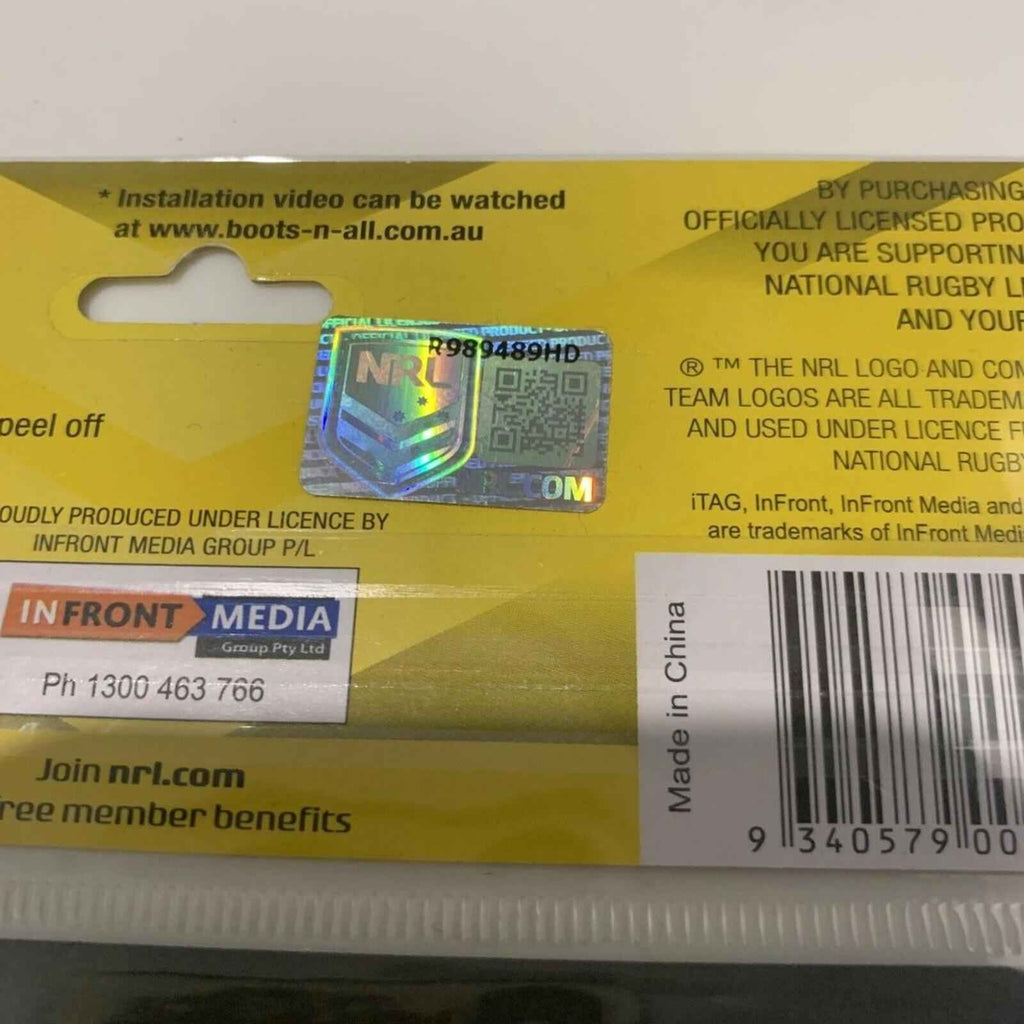 * Installation video can be watched
at www.boots-n-all.com.au
BY PURCHASING
OFFICIALLY LICENSED PRO
YOU ARE SUPPORTIN
NATIONAL RUGBY L
AND YOUR
R989489HD
NRL
.COM
® ™ THE NRL LOGO AND COM
TEAM LOGOS ARE ALL TRADEM
AND USED UNDER LICENCE F
NATIONAL RUGBY
peel off
iTAG, InFront, InFront Media and
are trademarks of InFront Medi
OUDLY PRODUCED UNDER LICENCE BY
INFRONT MEDIA GROUP P/L
INFRONT MEDIA
Group Pty Ltd
Ph 1300 463 766
Join nrl.com
free member benefits
Made in China
9 340579 00